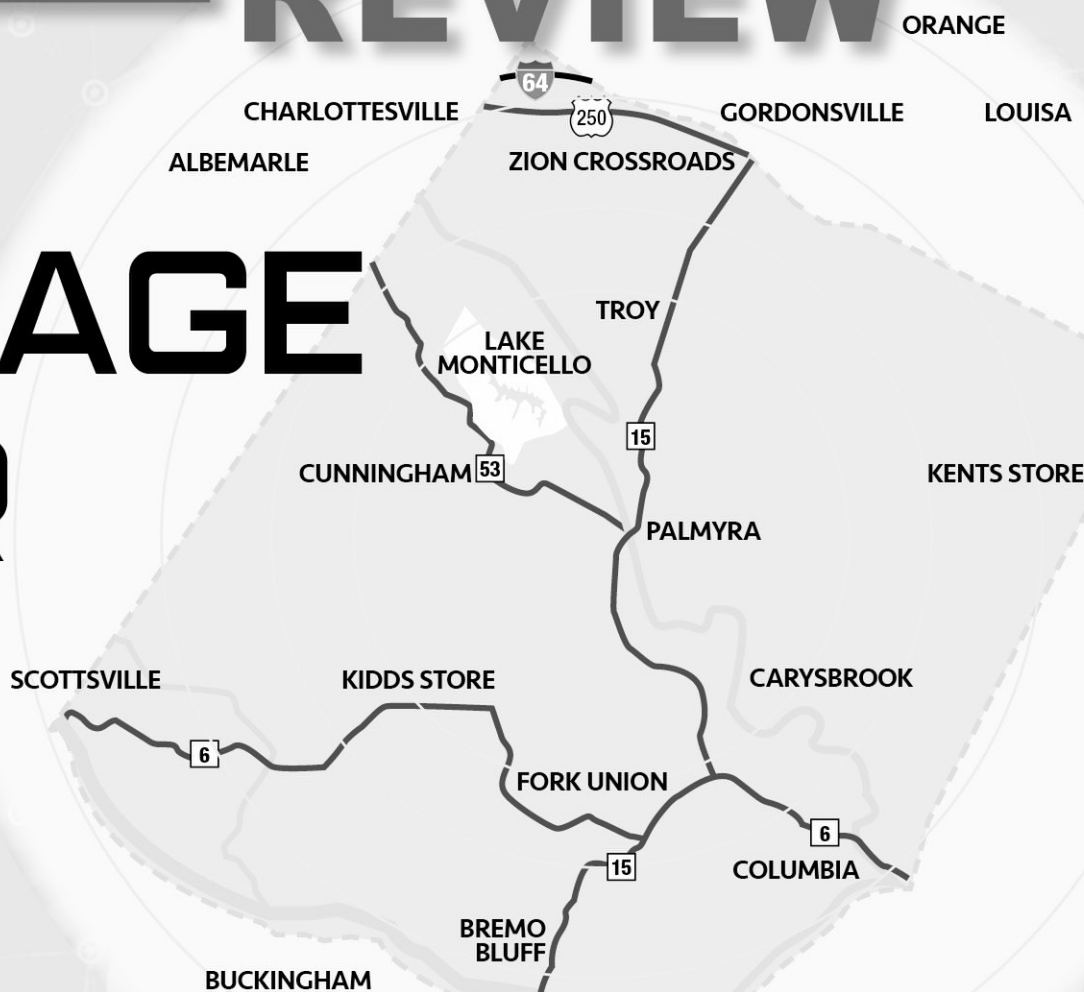 REVIEW
ORANGE
64
CHARLOTTESVILLE
250
GORDONSVILLE
LOUISA
ALBEMARLE
ZION CROSSROADS
AGE
TROY
LAKE
MONTICELLO
15
CUNNINGHAM
53
KENTS STORE
PALMYRA
SCOTTSVILLE
KIDDS STORE
CARYSBROOK
6
FORK UNION
6
15
COLUMBIA
BREMO
BLUFF
BUCKINGHAM